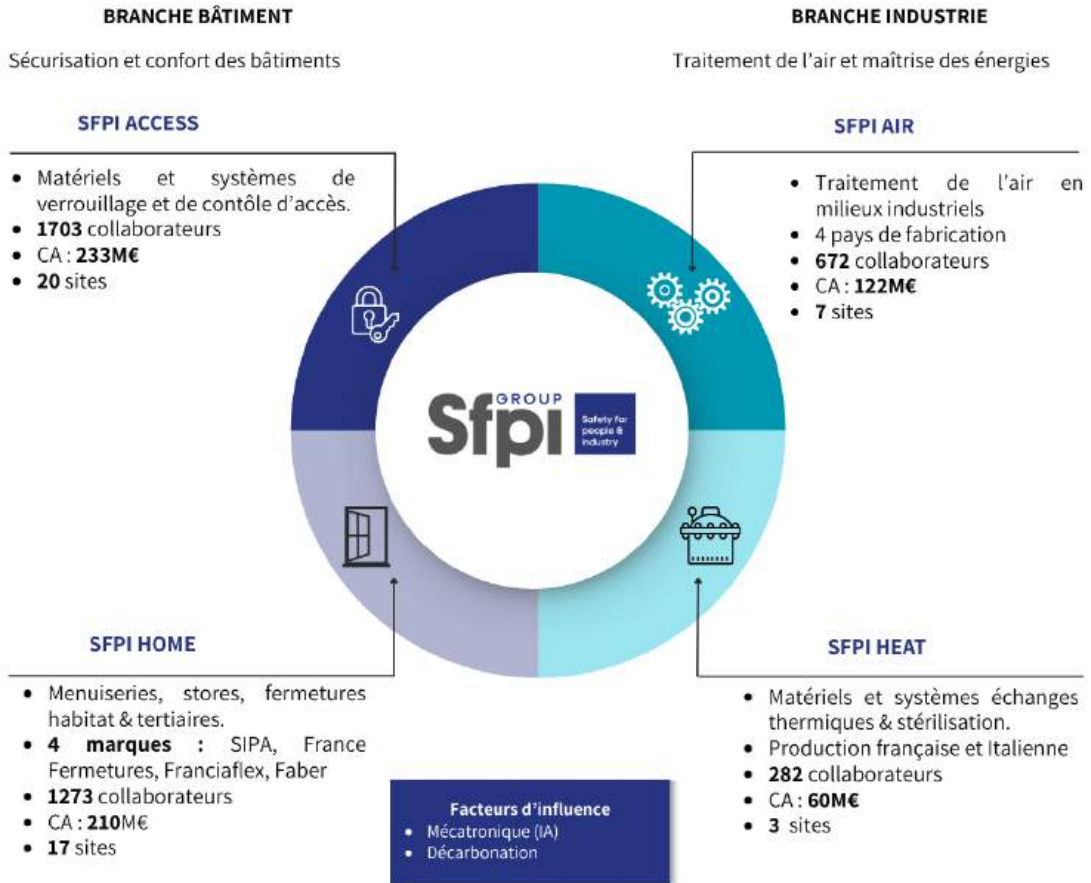 BRANCHE BÂTIMENT
Sécurisation et confort des bâtiments
BRANCHE INDUSTRIE
Traitement de l'air et maîtrise des énergies
SFPI ACCESS
• Matériels et systèmes de
verrouillage et de contôle d'accès.
• 1703 collaborateurs
• CA : 233M€
• 20 sites
SFPI AIR
• Traitement de l'air en
milieux industriels
• 4 pays de fabrication
• 672 collaborateurs
• CA : 122M€
• 7 sites
GROUP
Sfpi
Safety for
people &
industry
SFPI HOME
• Menuiseries, stores, fermetures
habitat & tertiaires.
• 4 marques : SIPA, France
Fermetures, Franciaflex, Faber
• 1273 collaborateurs
• CA : 210M€
• 17 sites
SFPI HEAT
• Matériels et systèmes échanges
thermiques & stérilisation.
• Production française et Italienne
• 282 collaborateurs
• CA : 60M€
• 3 sites
Facteurs d'influence
• Mécatronique (IA)
• Décarbonation